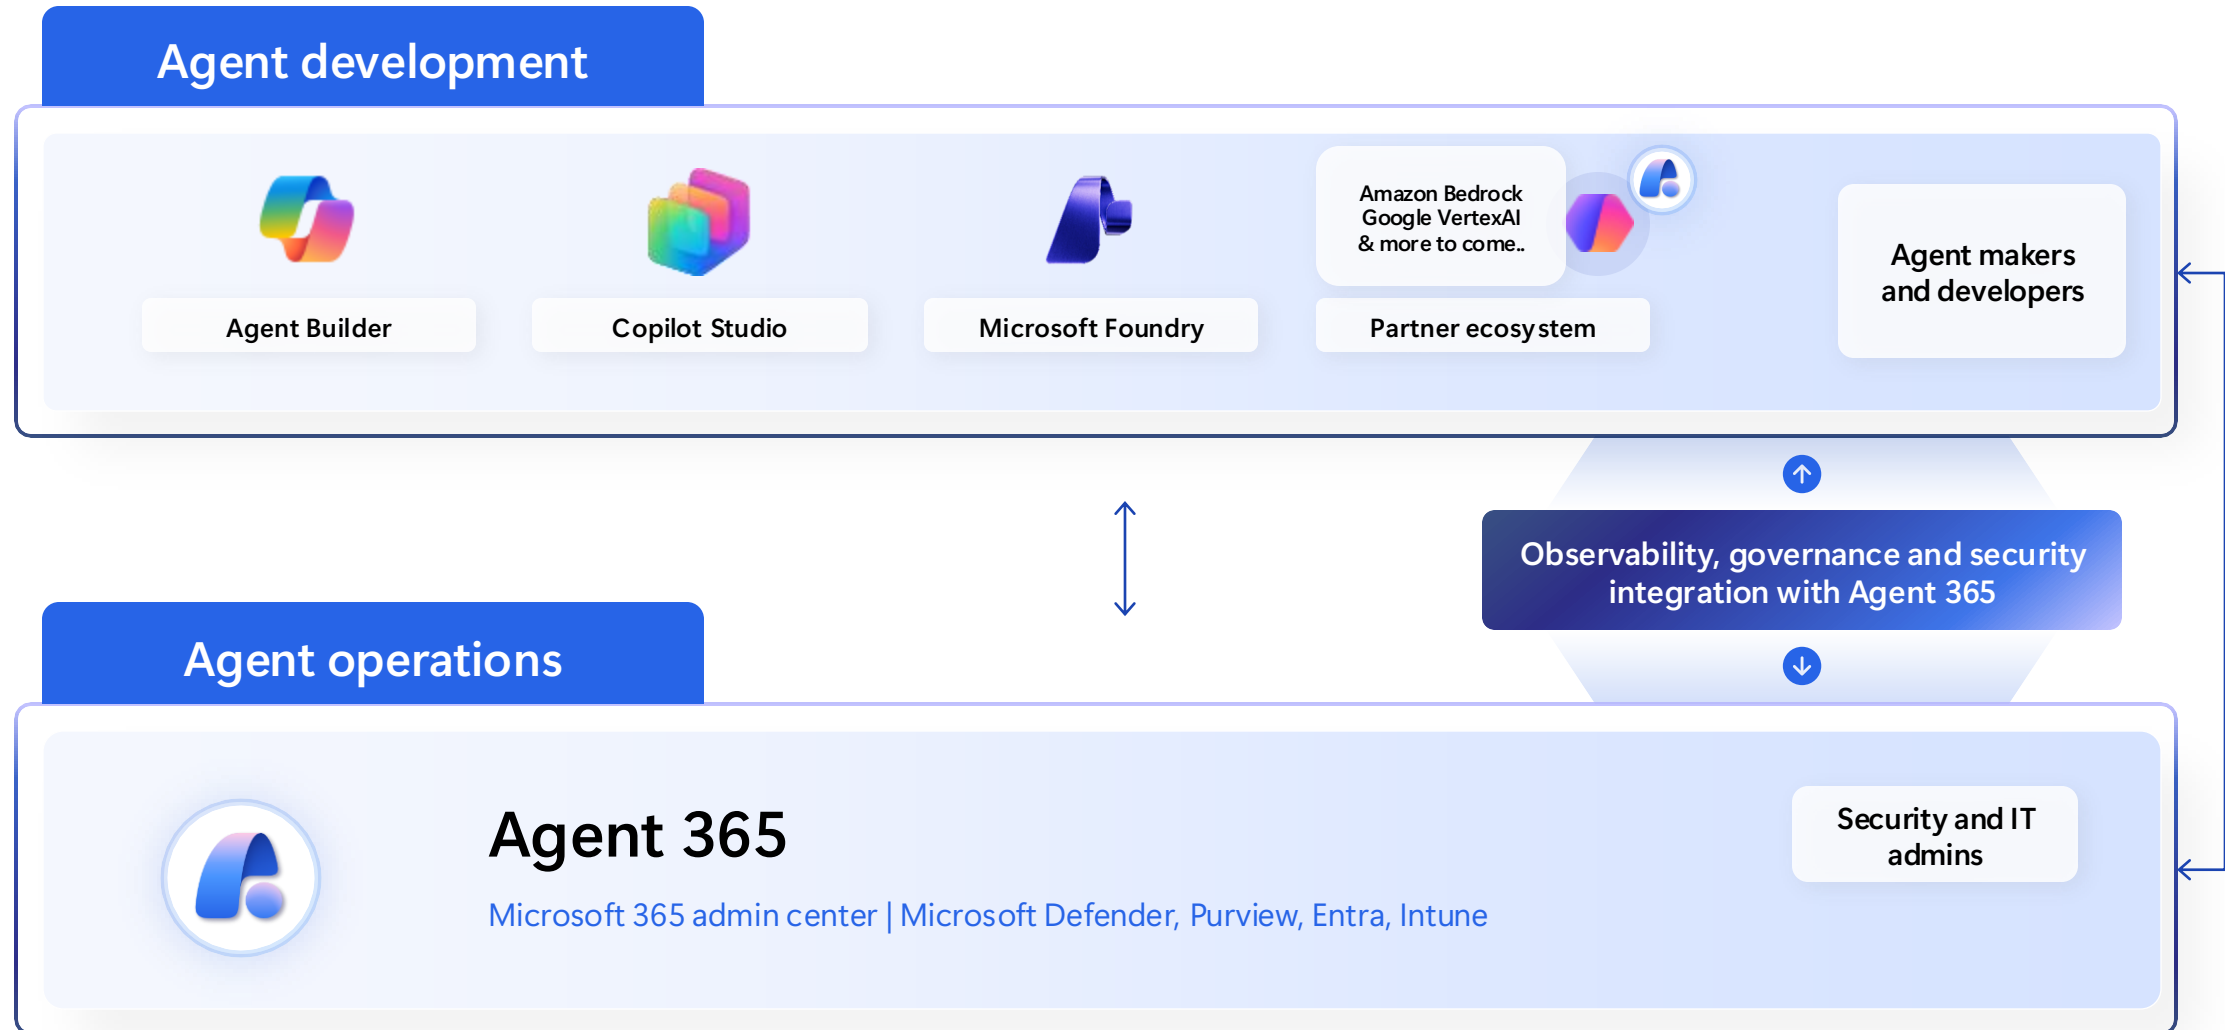 Agent development
Amazon Bedrock
Google VertexAI
& more to come..
Agent Builder
Copilot Studio
Microsoft Foundry
Partner ecosystem
Agent makers
and developers
Observability, governance and security
integration with Agent 365
Agent operations
Agent 365
Microsoft 365 admin center | Microsoft Defender, Purview, Entra, Intune
Security and IT
admins